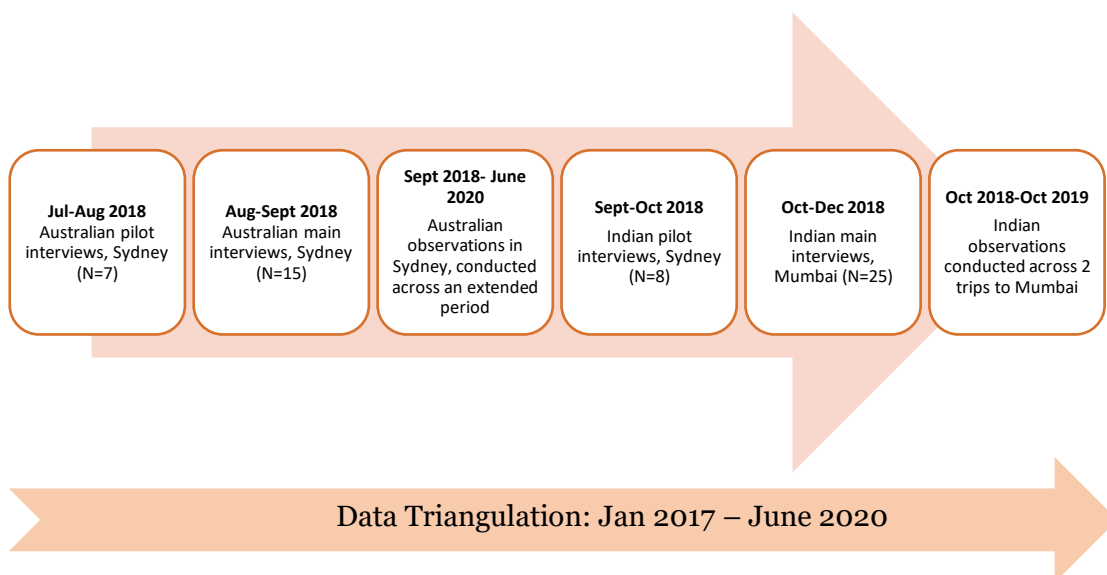 Jul-Aug 2018
Australian pilot
interviews, Sydney
(N=7)
Aug-Sept 2018
Australian main
interviews, Sydney
(N=15)
Sept 2018- June
2020
Australian
observations in
Sydney, conducted
across an extended
period
Sept-Oct 2018
Indian pilot
interviews, Sydney
(N=8)
Oct-Dec 2018
Indian main
interviews,
Mumbai (N=25)
Oct 2018-Oct 2019
Indian
observations
conducted across 2
trips to Mumbai
Data Triangulation: Jan 2017 – June 2020